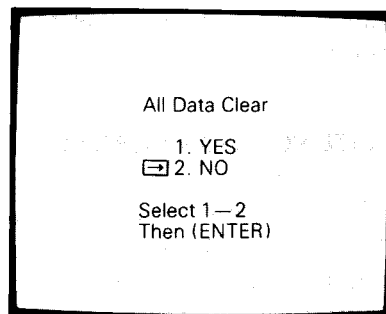 All Data Clear
1. YES
→ 2. NO
Select 1—2
Then (ENTER)